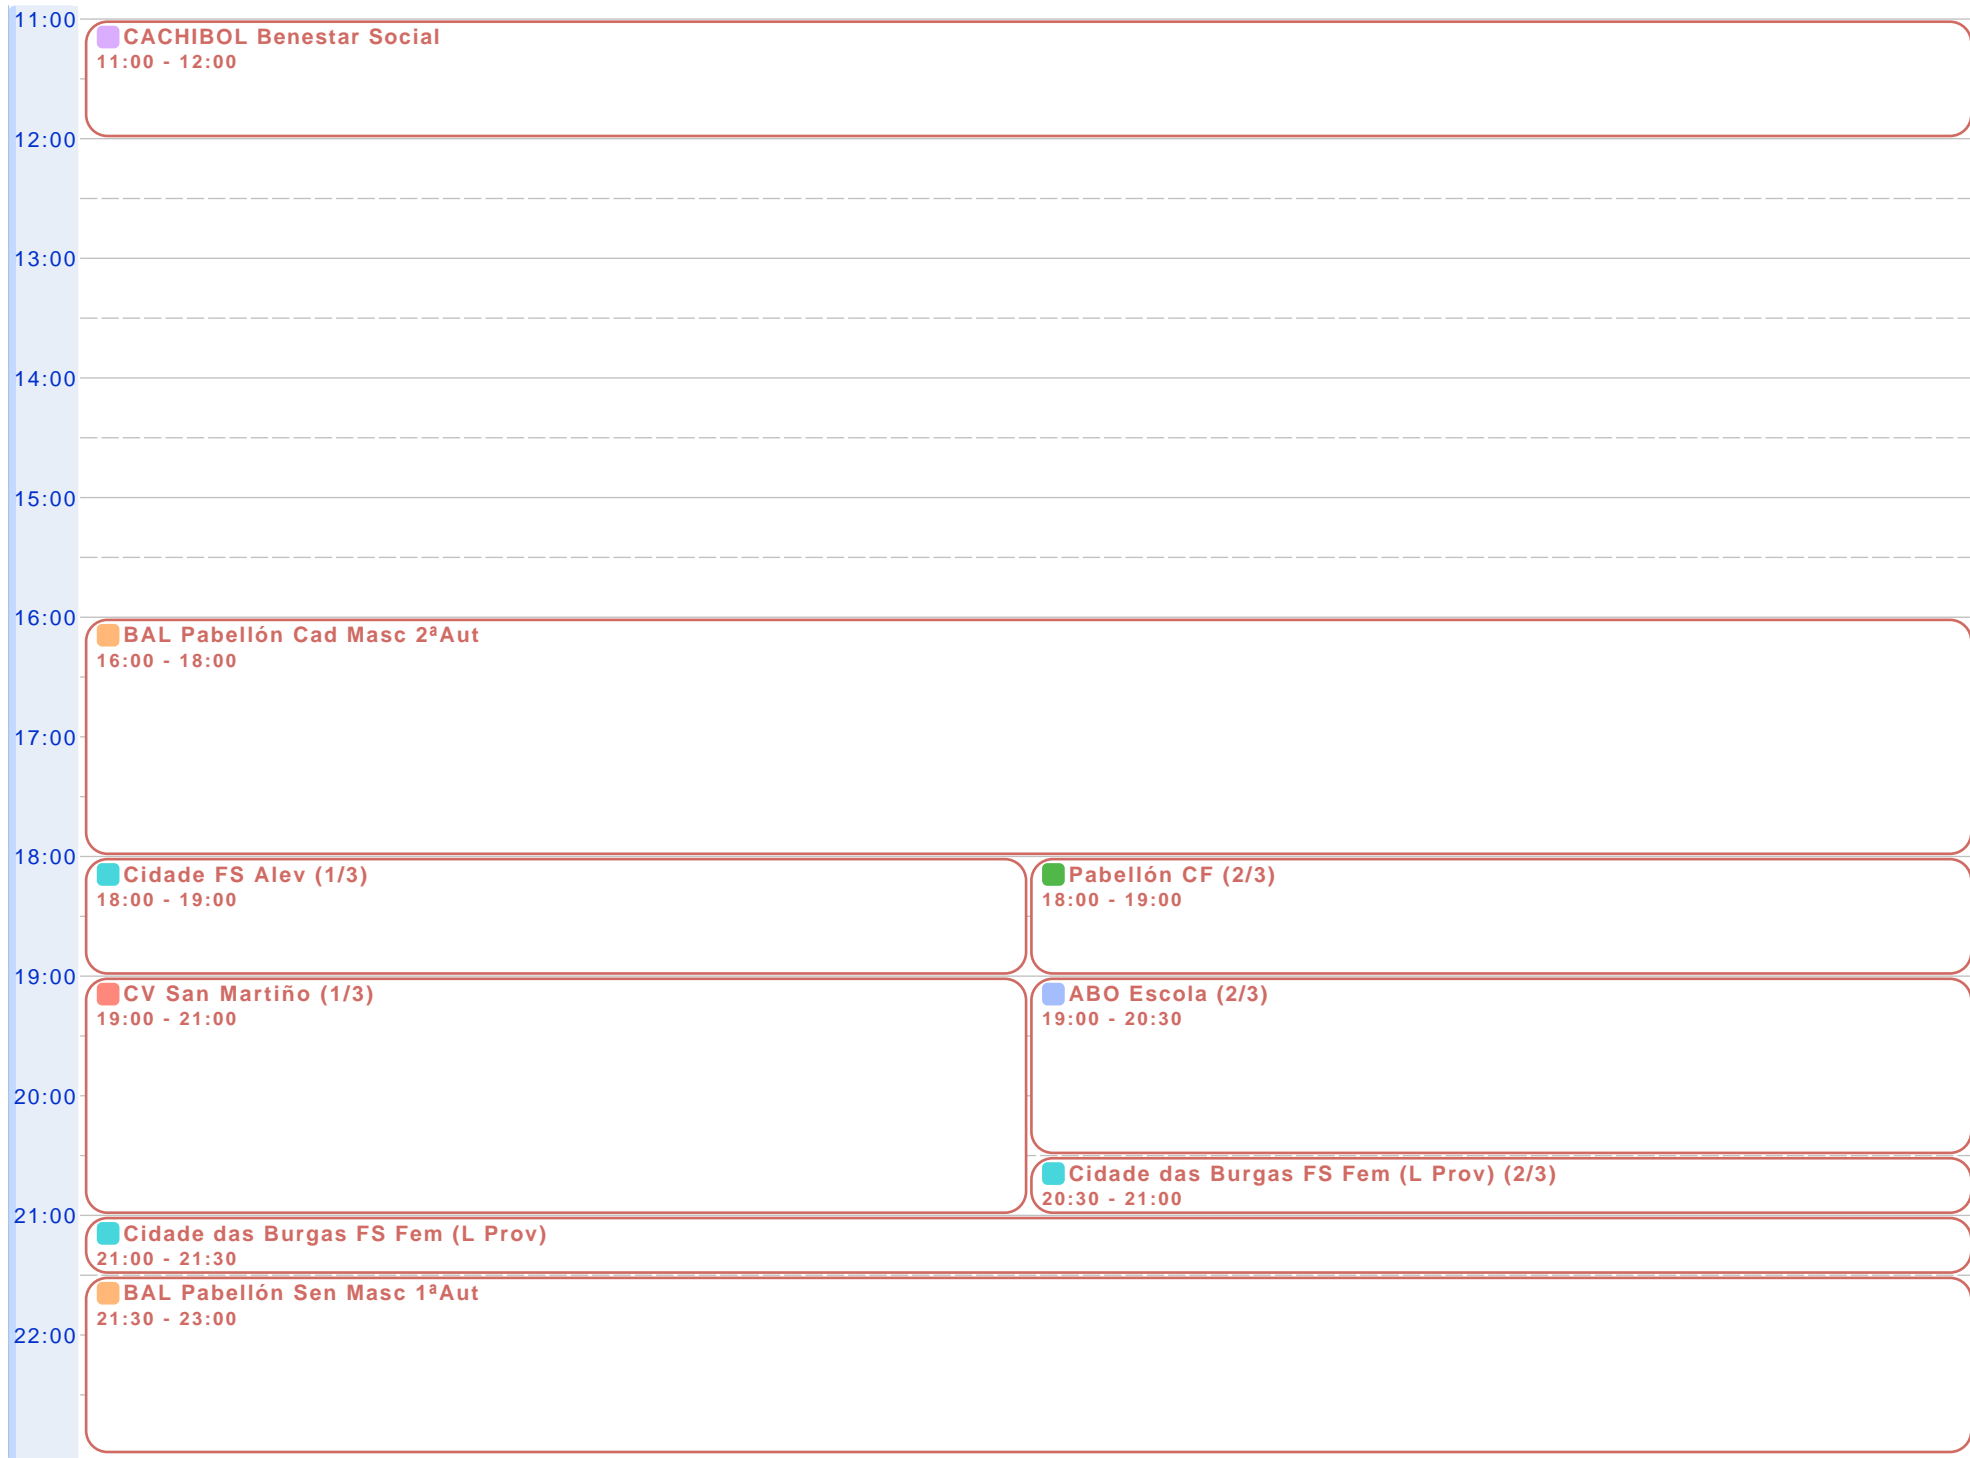 11:00
CACHIBOL Benestar Social
11:00 - 12:00
12:00
13:00
14:00
15:00
16:00
BAL Pabellón Cad Masc 2ªAut
16:00 - 18:00
17:00
18:00
Cidade FS Alev (1/3)
18:00 - 19:00
Pabellón CF (2/3)
18:00 - 19:00
19:00
CV San Martiño (1/3)
19:00 - 21:00
ABO Escola (2/3)
19:00 - 20:30
20:00
Cidade das Burgas FS Fem (L Prov) (2/3)
20:30 - 21:00
21:00
Cidade das Burgas FS Fem (L Prov)
21:00 - 21:30
BAL Pabellón Sen Masc 1ªAut
21:30 - 23:00
22:00